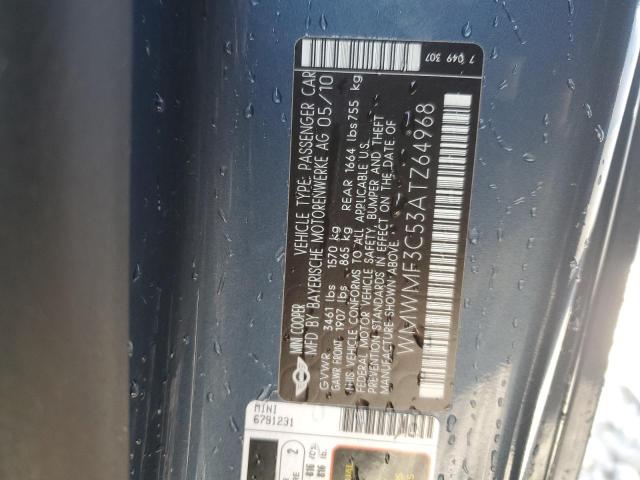 7 049 307
MINI COOPER
VEHICLE TYPE: PASSENGER CAR
MFD BY BAYERISCHE MOTORENWERKE AG 05/10
GVWR: 3461 lbs 1570 kg
GAWR FRONT: 1907 lbs 865 kg REAR 1664 lbs 755 kg
THIS VEHICLE CONFORMS TO ALL APPLICABLE U.S.
FEDERAL MOTOR VEHICLE SAFETY, BUMPER AND THEFT
STANDARDS IN EFFECT ON THE DATE OF
MANUFACTURE SHOWN ABOVE.
WMWMF3C53ATZ64968
MINI
6791231
2